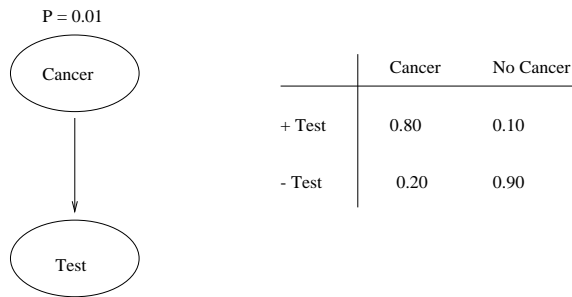 P = 0.01
Cancer
Test
Cancer No Cancer
+ Test 0.80 0.10
- Test 0.20 0.90